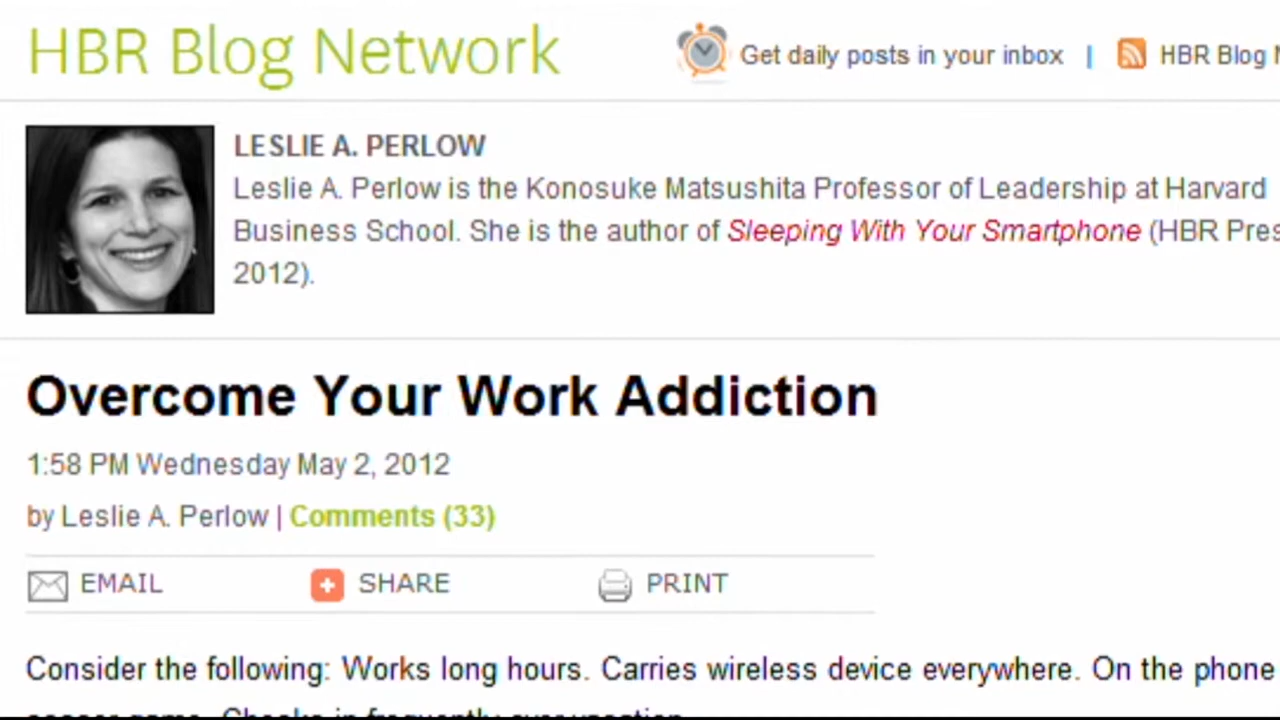 HBR Blog Network
Get daily posts in your inbox | HBR Blog
LESLIE A. PERLOW
Leslie A. Perlow is the Konosuke Matsushita Professor of Leadership at Harvard
Business School. She is the author of Sleeping With Your Smartphone (HBR Pres
2012).
Overcome Your Work Addiction
1:58 PM Wednesday May 2, 2012
by Leslie A. Perlow | Comments (33)
EMAIL SHARE PRINT
Consider the following: Works long hours. Carries wireless device everywhere. On the phone